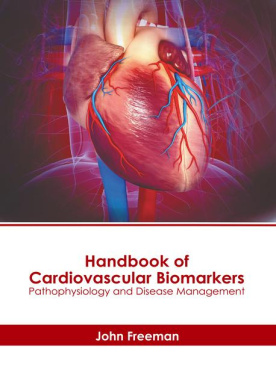 Handbook of
Cardiovascular Biomarkers
Pathophysiology and Disease Management
John Freeman